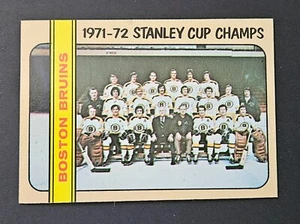 1971-72 STANLEY CUP CHAMPS
BOSTON BRUINS